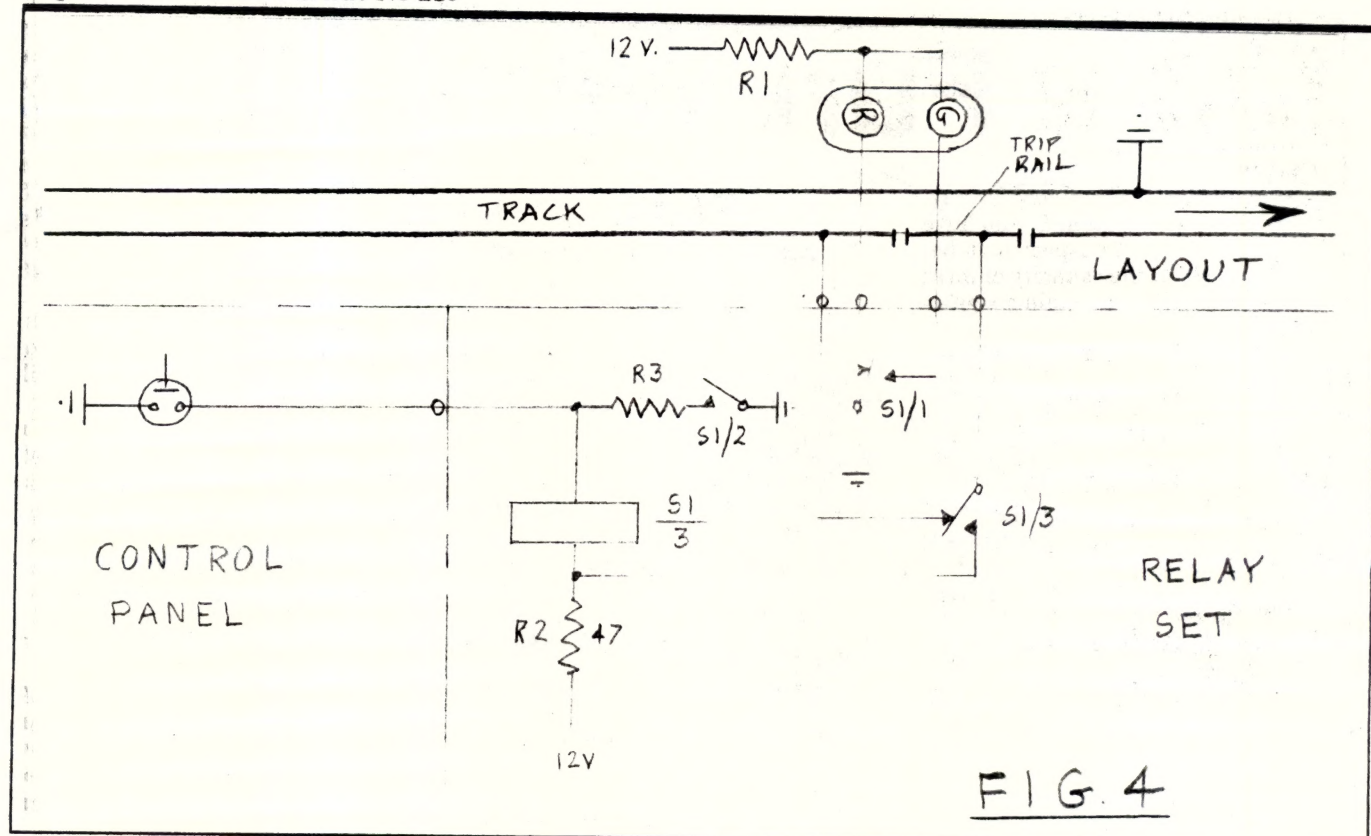 12 V.
R1
R
G
TRIP
RAIL
TRACK
LAYOUT
R3
S1/2
S1/1
S1
3
S1/3
CONTROL
PANEL
RELAY
SET
R2
47
12V
FIG. 4